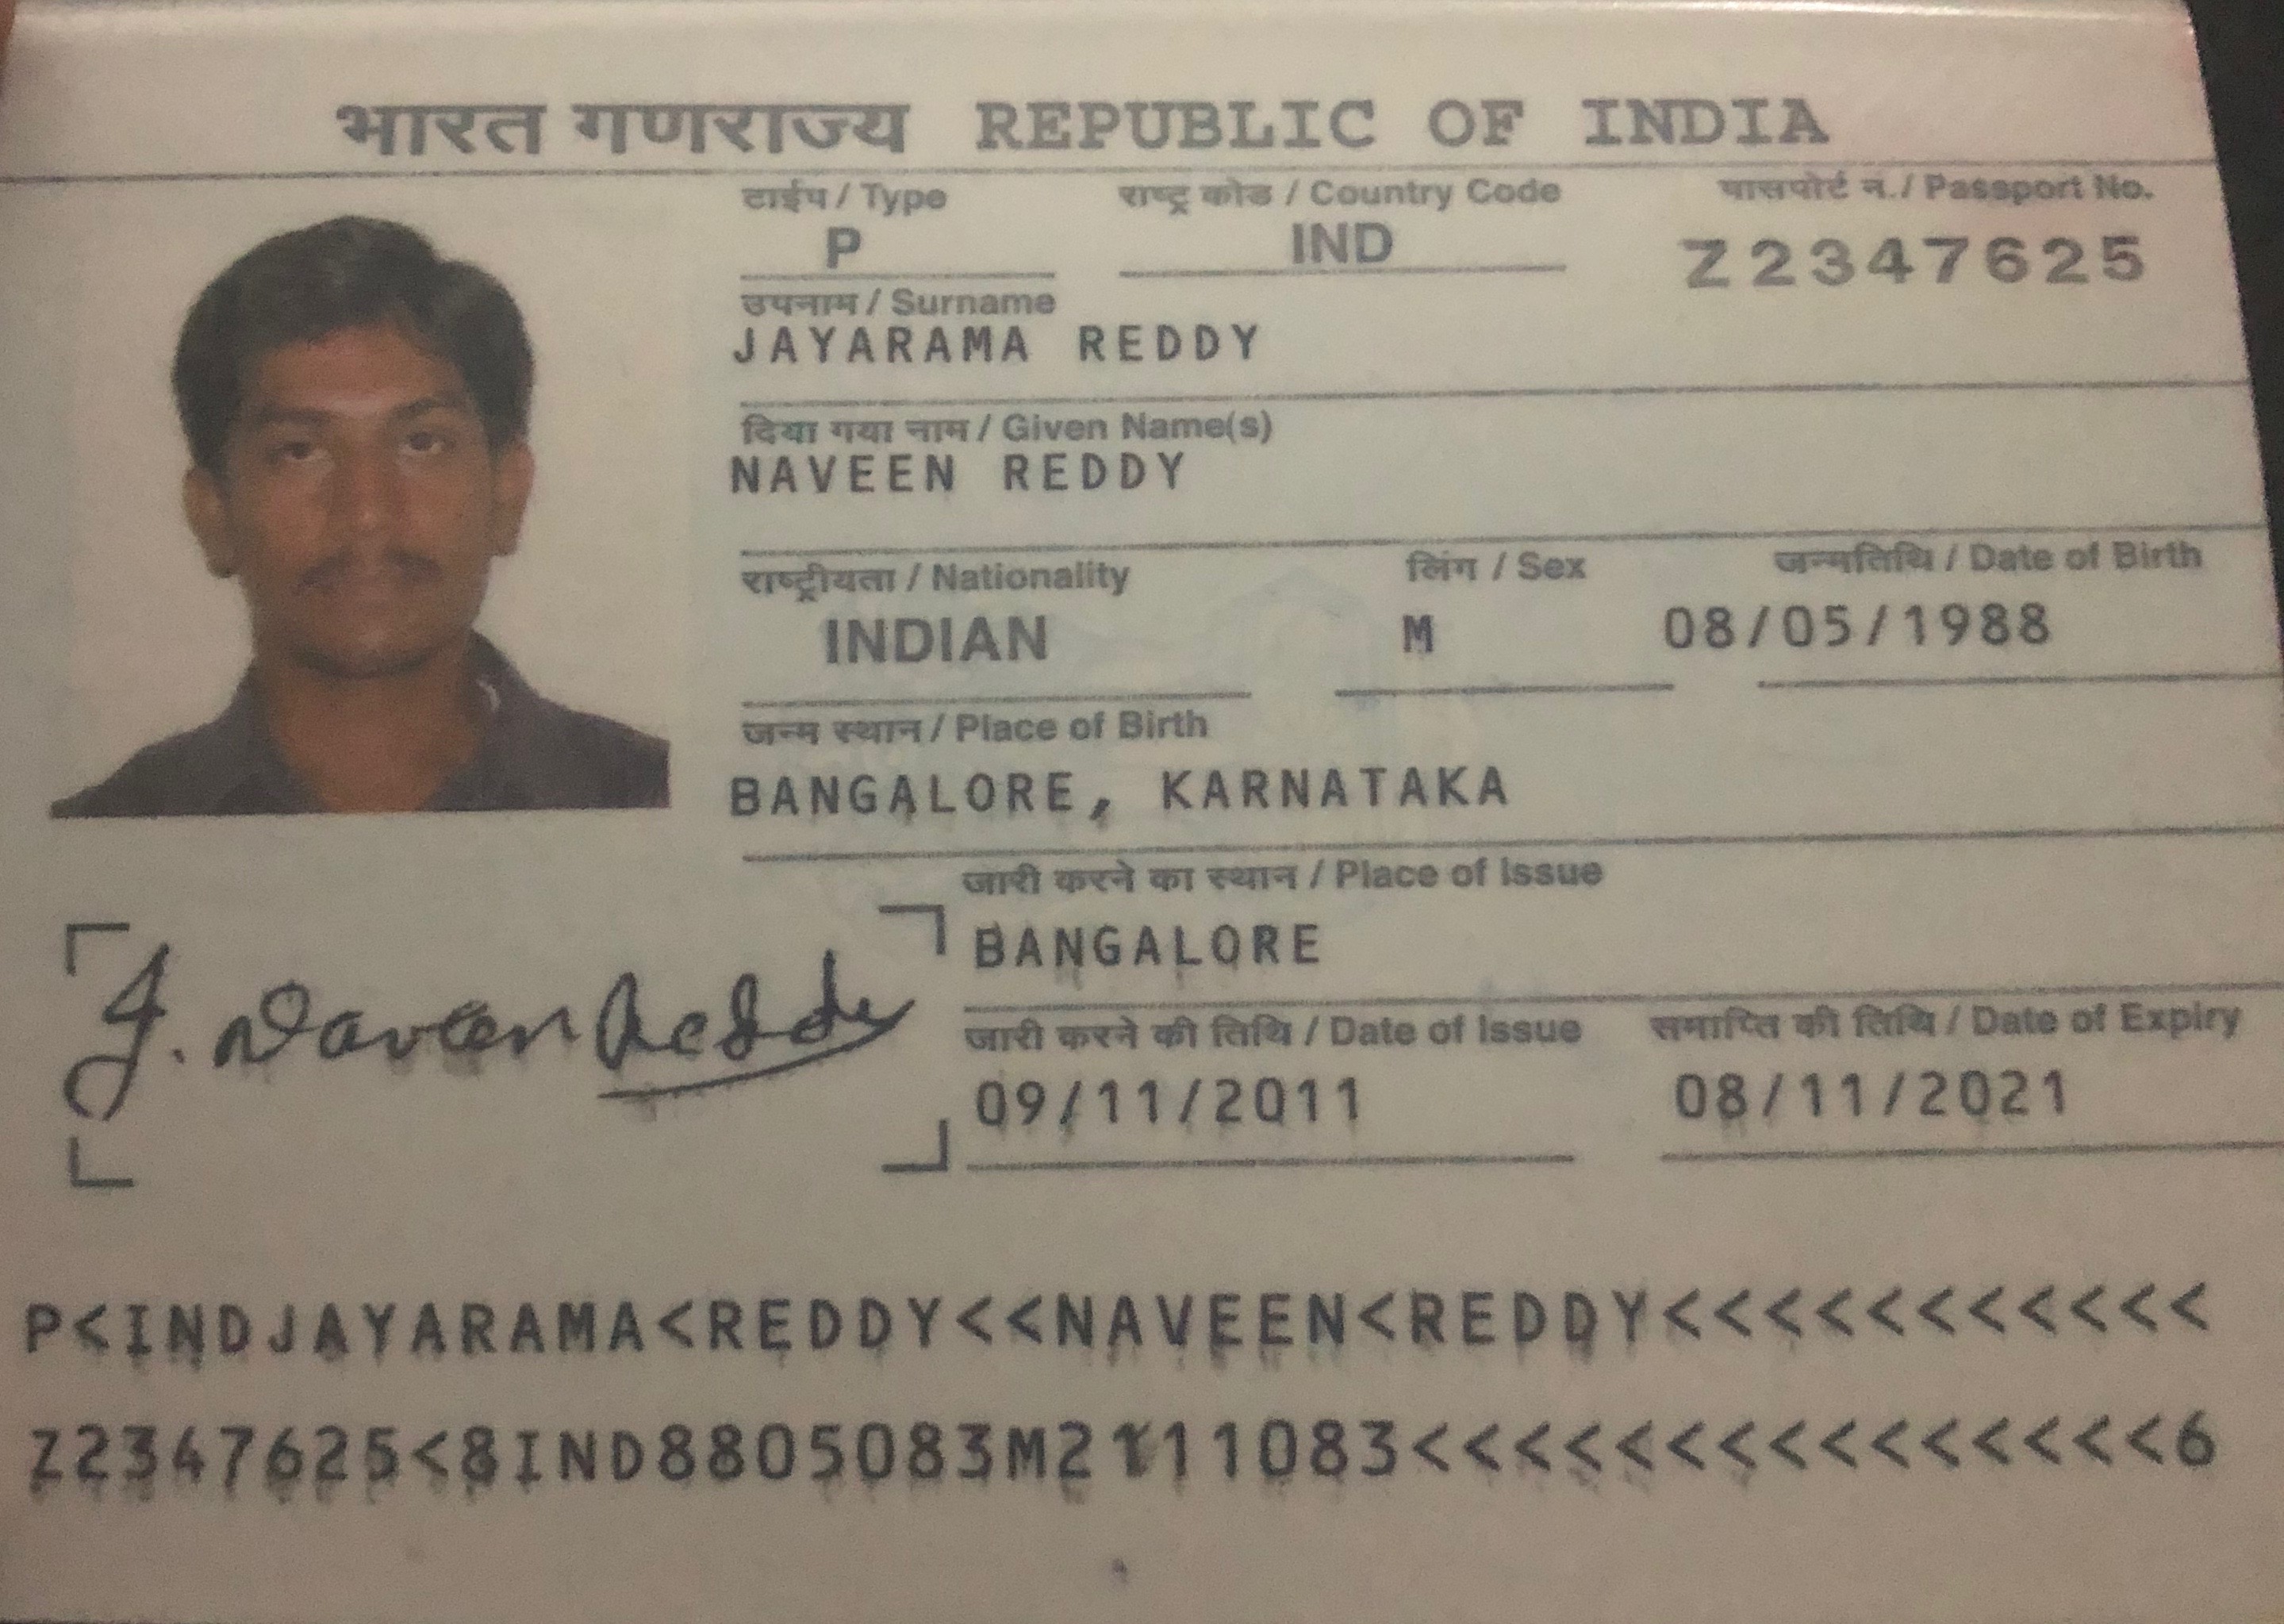 भारत गणराज्य REPUBLIC OF INDIA
टाईप / Type राष्ट्र कोड / Country Code पासपोर्ट न. / Passport No.
P IND Z2347625
उपनाम / Surname
JAYARAMA REDDY
दिया गया नाम / Given Name(s)
NAVEEN REDDY
राष्ट्रीयता / Nationality लिंग / Sex जन्मतिथि / Date of Birth
INDIAN M 08/05/1988
जन्म स्थान / Place of Birth
BANGALORE, KARNATAKA
जारी करने का स्थान / Place of Issue
BANGALORE
J. Naveen Reddy
जारी करने की तिथि / Date of Issue समाप्ति की तिथि / Date of Expiry
09/11/2011 08/11/2021
P<INDJAYARAMA<REDDY<<NAVEEN<REDDY<<<<<<<<<<<
Z2347625<8IND8805083M2111083<<<<<<<<<<<<<<<6